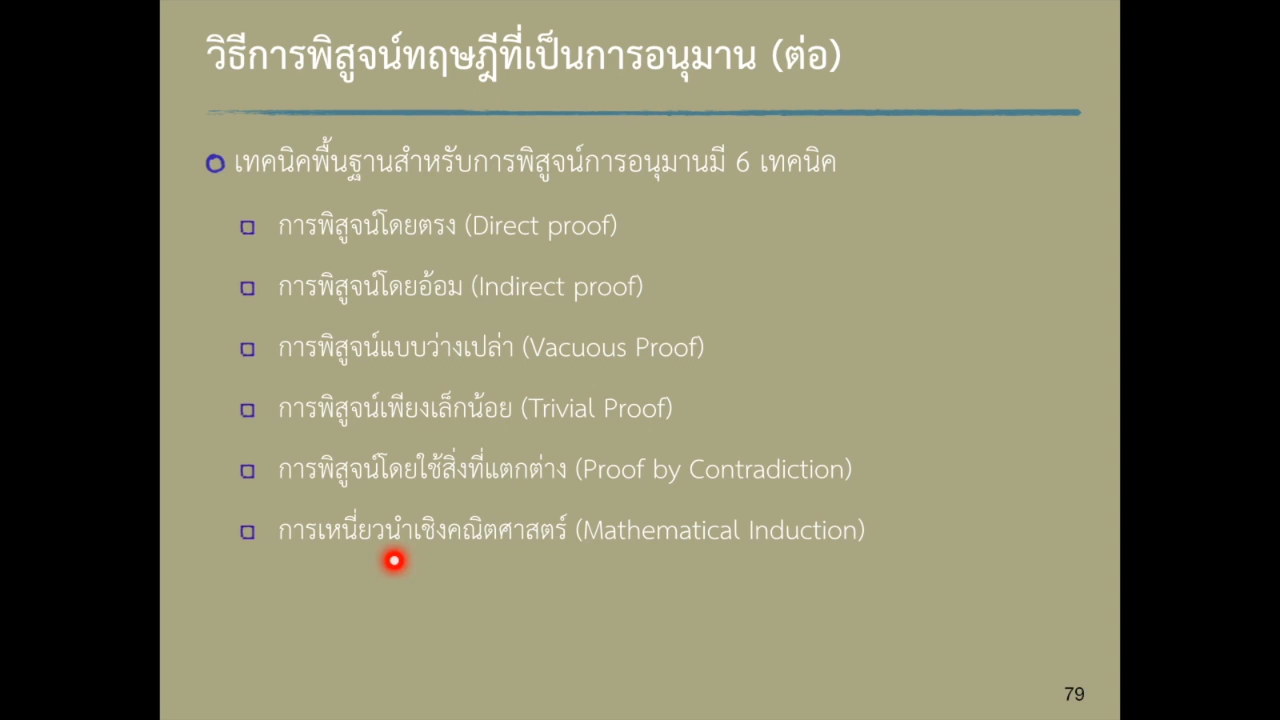 วิธีการพิสูจน์ทฤษฎีที่เป็นการอนุมาน (ต่อ)
เทคนิคพื้นฐานสำหรับการพิสูจน์การอนุมานมี 6 เทคนิค
การพิสูจน์โดยตรง (Direct proof)
การพิสูจน์โดยอ้อม (Indirect proof)
การพิสูจน์แบบว่างเปล่า (Vacuous Proof)
การพิสูจน์เพียงเล็กน้อย (Trivial Proof)
การพิสูจน์โดยใช้สิ่งที่แตกต่าง (Proof by Contradiction)
การเหนี่ยวนำเชิงคณิตศาสตร์ (Mathematical Induction)
79